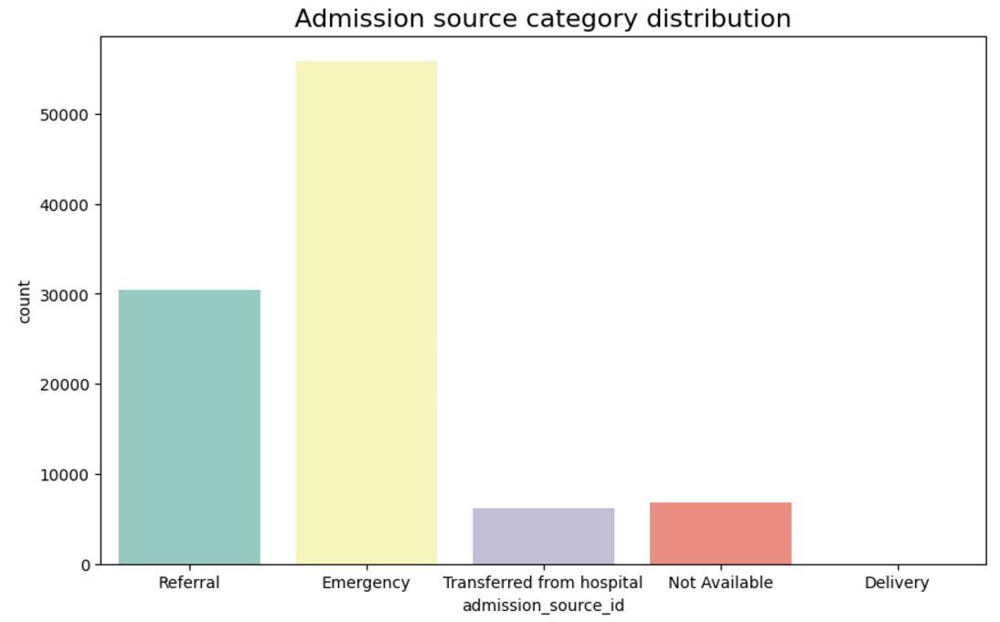 Admission source category distribution
count
50000
40000
30000
20000
10000
0
Referral Emergency Transferred from hospital Not Available Delivery
admission_source_id